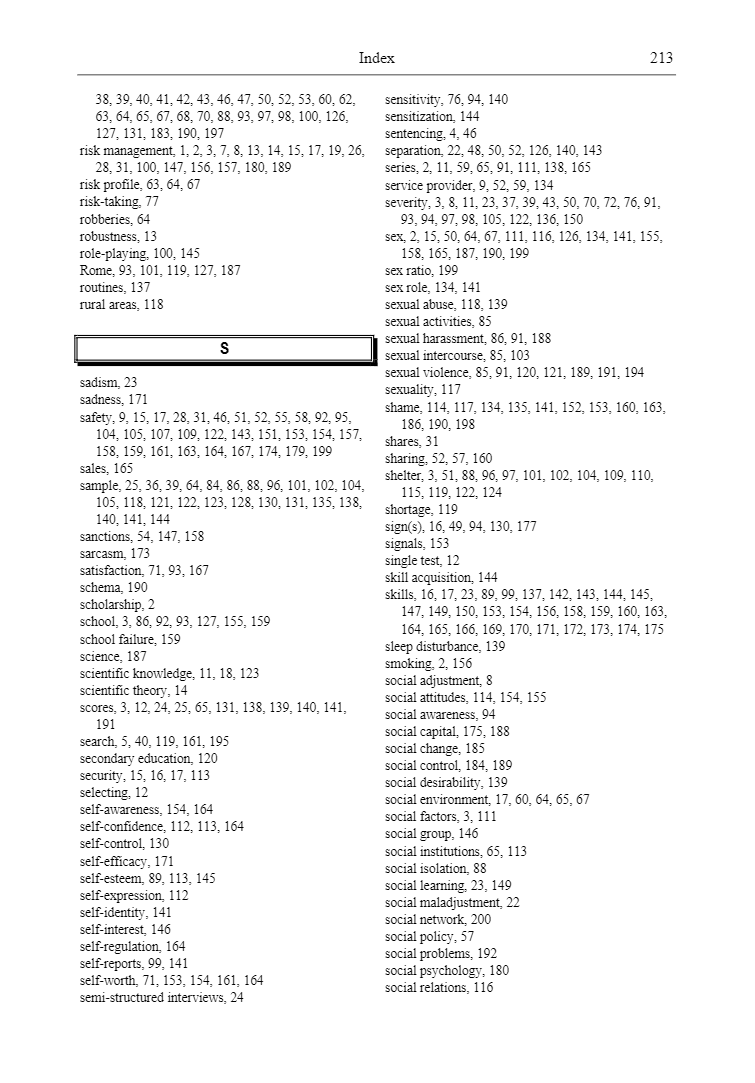 Index 213
38, 39, 40, 41, 42, 43, 46, 47, 50, 52, 53, 60, 62,
63, 64, 65, 67, 68, 70, 88, 93, 97, 98, 100, 126,
127, 131, 183, 190, 197
risk management, 1, 2, 3, 7, 8, 13, 14, 15, 17, 19, 26,
28, 31, 100, 147, 156, 157, 180, 189
risk profile, 63, 64, 67
risk-taking, 77
robberies, 64
robustness, 13
role-playing, 100, 145
Rome, 93, 101, 119, 127, 187
routines, 137
rural areas, 118
S
sadism, 23
sadness, 171
safety, 9, 15, 17, 28, 31, 46, 51, 52, 55, 58, 92, 95,
104, 105, 107, 109, 122, 143, 151, 153, 154, 157,
158, 159, 161, 163, 164, 167, 174, 179, 199
sales, 165
sample, 25, 36, 39, 64, 84, 86, 88, 96, 101, 102, 104,
105, 118, 121, 122, 123, 128, 130, 131, 135, 138,
140, 141, 144
sanctions, 54, 147, 158
sarcasm, 173
satisfaction, 71, 93, 167
schema, 190
scholarship, 2
school, 3, 86, 92, 93, 127, 155, 159
school failure, 159
science, 187
scientific knowledge, 11, 18, 123
scientific theory, 14
scores, 3, 12, 24, 25, 65, 131, 138, 139, 140, 141,
191
search, 5, 40, 119, 161, 195
secondary education, 120
security, 15, 16, 17, 113
selecting, 12
self-awareness, 154, 164
self-confidence, 112, 113, 164
self-control, 130
self-efficacy, 171
self-esteem, 89, 113, 145
self-expression, 112
self-identity, 141
self-interest, 146
self-regulation, 164
self-reports, 99, 141
self-worth, 71, 153, 154, 161, 164
semi-structured interviews, 24
sensitivity, 76, 94, 140
sensitization, 144
sentencing, 4, 46
separation, 22, 48, 50, 52, 126, 140, 143
series, 2, 11, 59, 65, 91, 111, 138, 165
service provider, 9, 52, 59, 134
severity, 3, 8, 11, 23, 37, 39, 43, 50, 70, 72, 76, 91,
93, 94, 97, 98, 105, 122, 136, 150
sex, 2, 15, 50, 64, 67, 111, 116, 126, 134, 141, 155,
158, 165, 187, 190, 199
sex ratio, 199
sex role, 134, 141
sexual abuse, 118, 139
sexual activities, 85
sexual harassment, 86, 91, 188
sexual intercourse, 85, 103
sexual violence, 85, 91, 120, 121, 189, 191, 194
sexuality, 117
shame, 114, 117, 134, 135, 141, 152, 153, 160, 163,
186, 190, 198
shares, 31
sharing, 52, 57, 160
shelter, 3, 51, 88, 96, 97, 101, 102, 104, 109, 110,
115, 119, 122, 124
shortage, 119
sign(s), 16, 49, 94, 130, 177
signals, 153
single test, 12
skill acquisition, 144
skills, 16, 17, 23, 89, 99, 137, 142, 143, 144, 145,
147, 149, 150, 153, 154, 156, 158, 159, 160, 163,
164, 165, 166, 169, 170, 171, 172, 173, 174, 175
sleep disturbance, 139
smoking, 2, 156
social adjustment, 8
social attitudes, 114, 154, 155
social awareness, 94
social capital, 175, 188
social change, 185
social control, 184, 189
social desirability, 139
social environment, 17, 60, 64, 65, 67
social factors, 3, 111
social group, 146
social institutions, 65, 113
social isolation, 88
social learning, 23, 149
social maladjustment, 22
social network, 200
social policy, 57
social problems, 192
social psychology, 180
social relations, 116